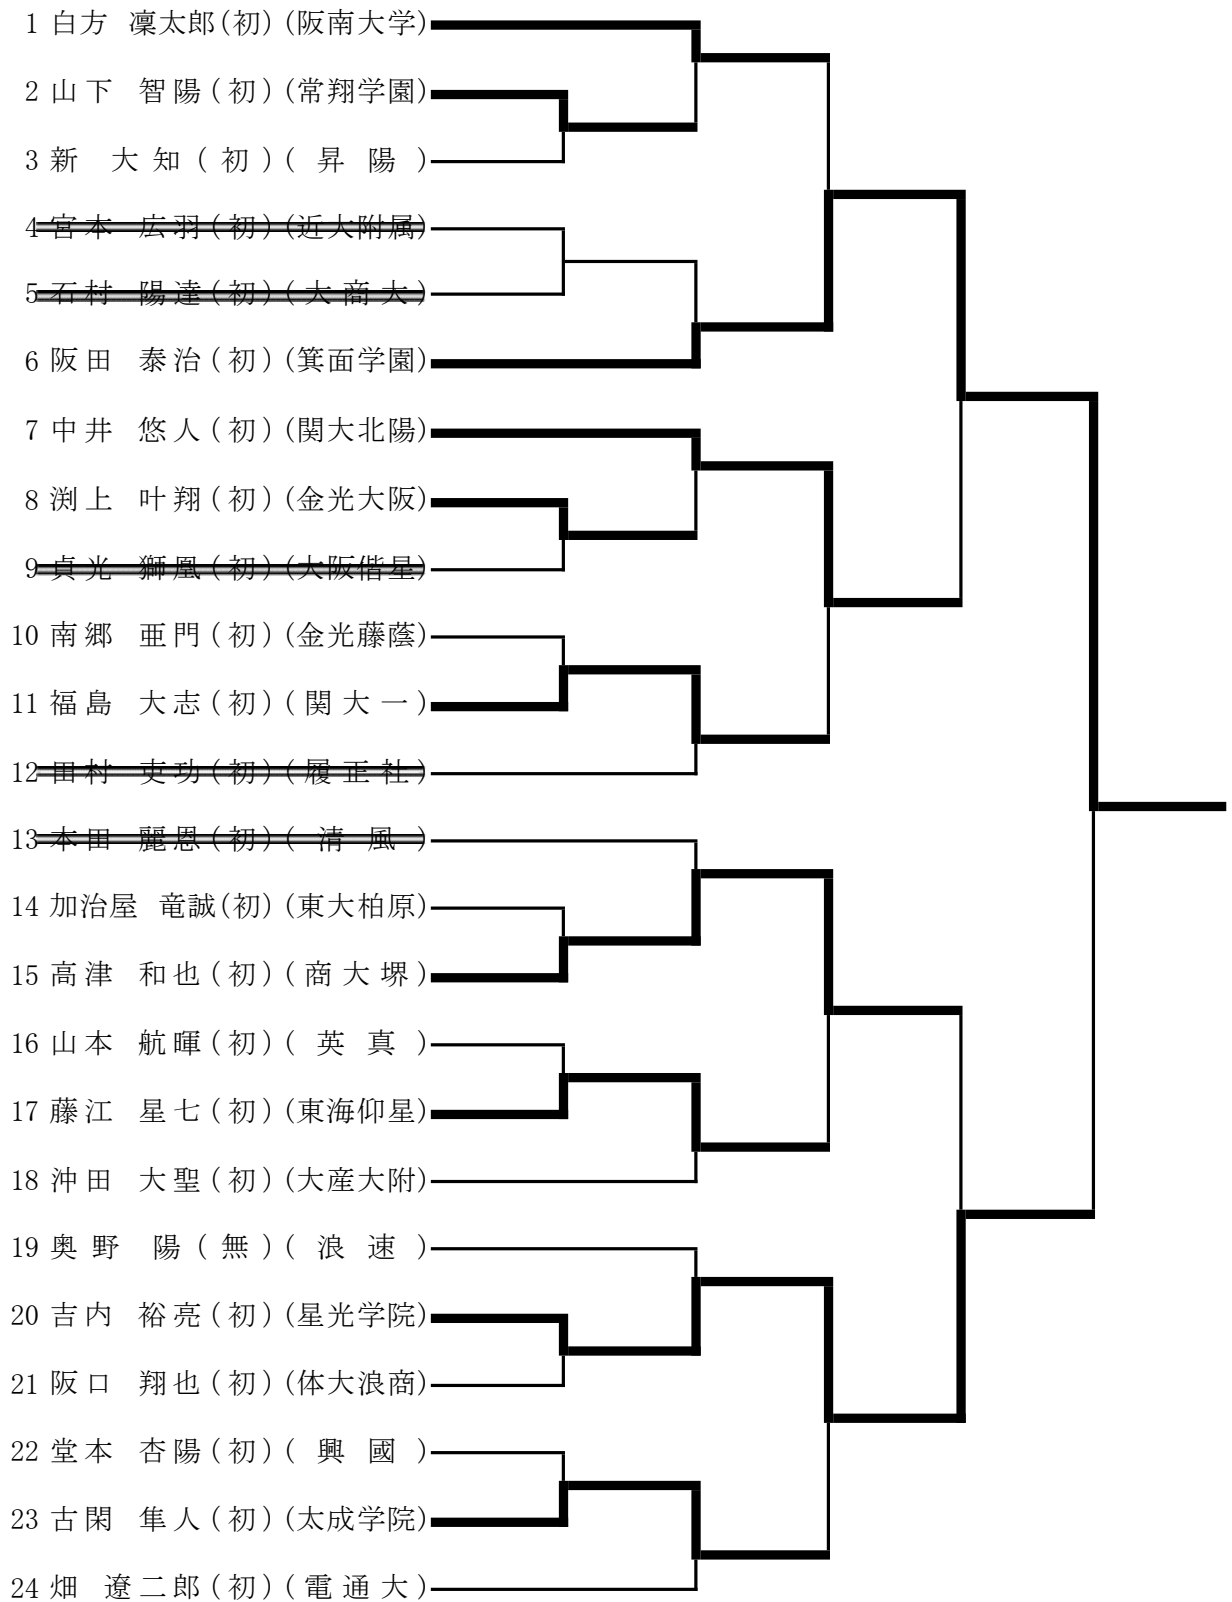 1 白方 凜太郎(初) (阪南大学)
2 山下 智陽(初) (常翔学園)
3 新 大知(初) (昇陽)
4 宮本 広羽(初) (近大附属)
5 石村 陽達(初) (大商大)
6 阪田 泰治(初) (箕面学園)
7 中井 悠人(初) (関大北陽)
8 渕上 叶翔(初) (金光大阪)
9 貞光 獅凰(初) (大阪偕星)
10 南郷 亜門(初) (金光藤蔭)
11 福島 大志(初) (関大一)
12 田村 吏功(初) (履正社)
13 本田 麗恩(初) (清風)
14 加治屋 竜誠(初) (東大柏原)
15 高津 和也(初) (商大堺)
16 山本 航暉(初) (英真)
17 藤江 星七(初) (東海仰星)
18 沖田 大聖(初) (大産大附)
19 奥野 陽(無) (浪速)
20 吉内 裕亮(初) (星光学院)
21 阪口 翔也(初) (体大浪商)
22 堂本 杏陽(初) (興國)
23 古閑 隼人(初) (太成学院)
24 畑 遼二郎(初) (電通大)